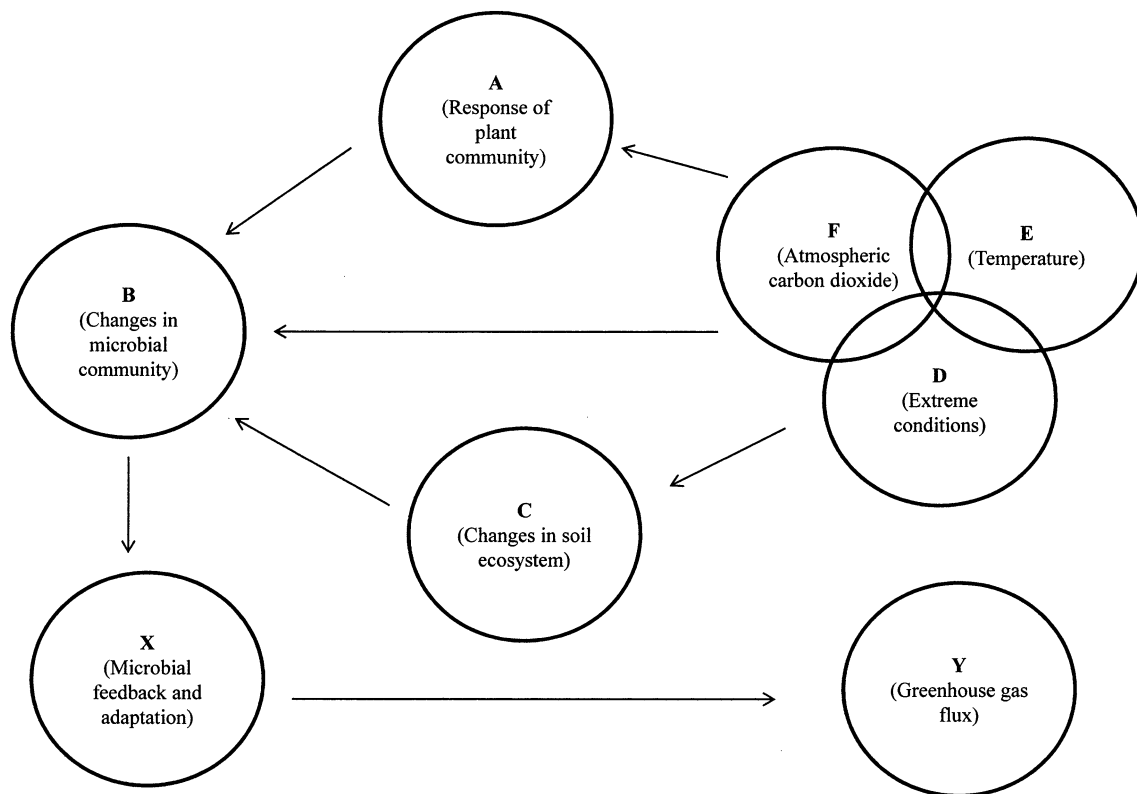 A
(Response of
plant
community)
F
(Atmospheric
carbon dioxide)
E
(Temperature)
B
(Changes in
microbial
community)
D
(Extreme
conditions)
C
(Changes in soil
ecosystem)
X
(Microbial
feedback and
adaptation)
Y
(Greenhouse gas
flux)